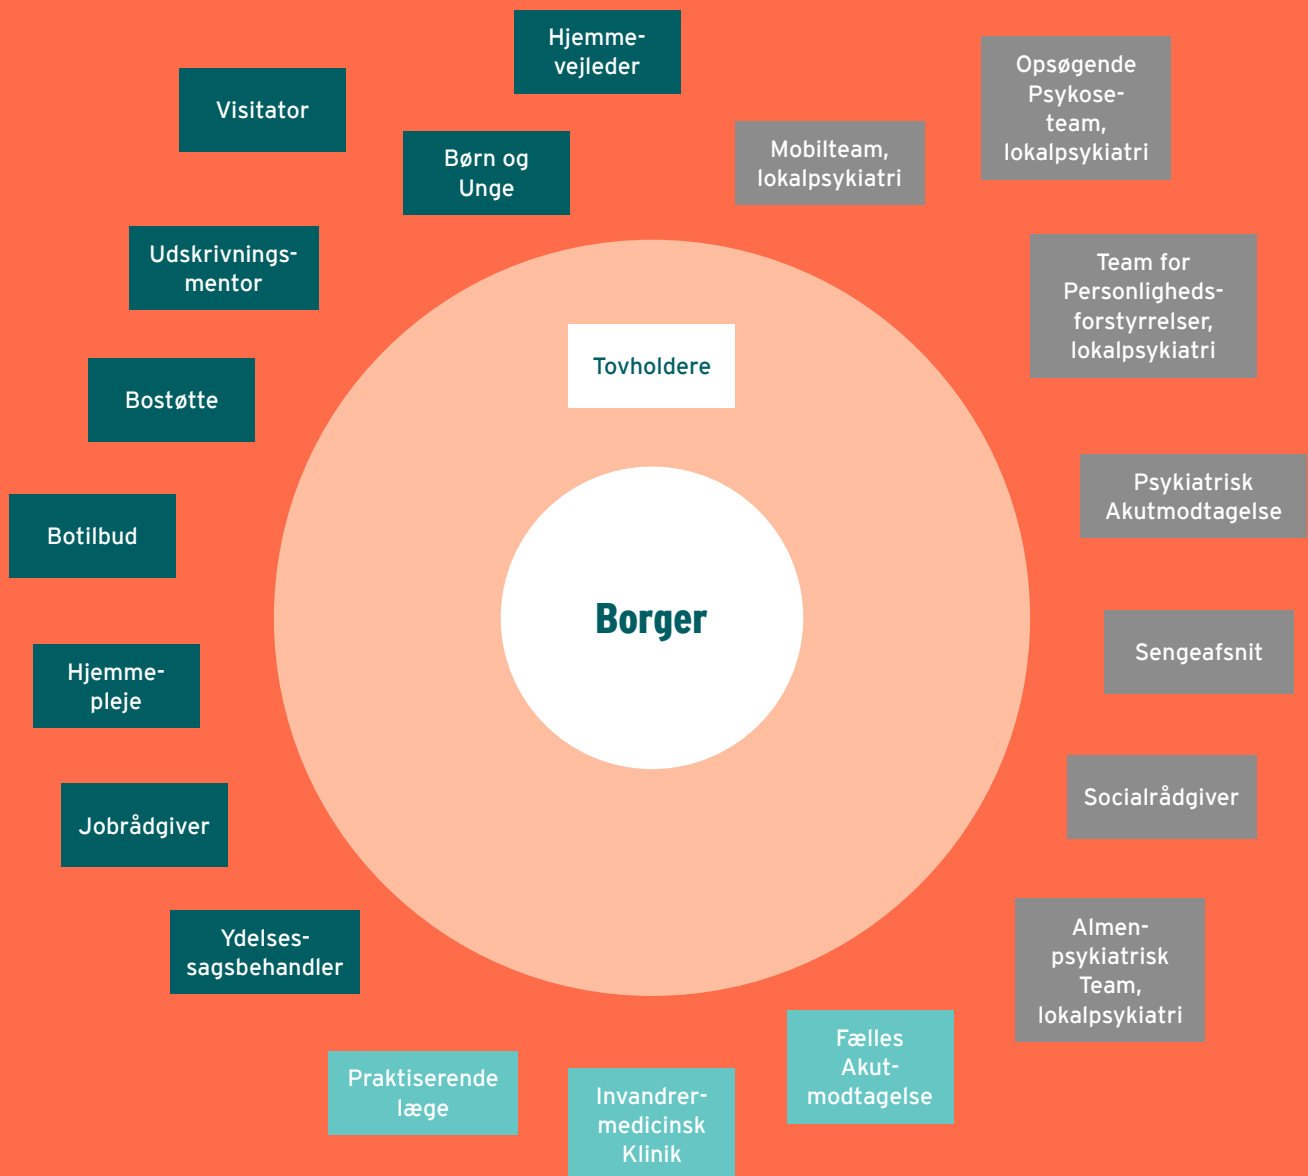 Hjemme-
vejleder
Visitator
Børn og
Unge
Mobilteam,
lokalpsykiatri
Opsøgende
Psykose-
team,
lokalpsykiatri
Udskrivnings-
mentor
Team for
Personligheds-
forstyrrelser,
lokalpsykiatri
Tovholdere
Bostøtte
Psykiatrisk
Akutmodtagelse
Botilbud
Borger
Sengeafsnit
Hjemme-
pleje
Socialrådgiver
Jobrådgiver
Ydelses-
sagsbehandler
Almen-
psykiatrisk
Team,
lokalpsykiatri
Fælles
Akut-
modtagelse
Praktiserende
læge
Invandrer-
medicinsk
Klinik